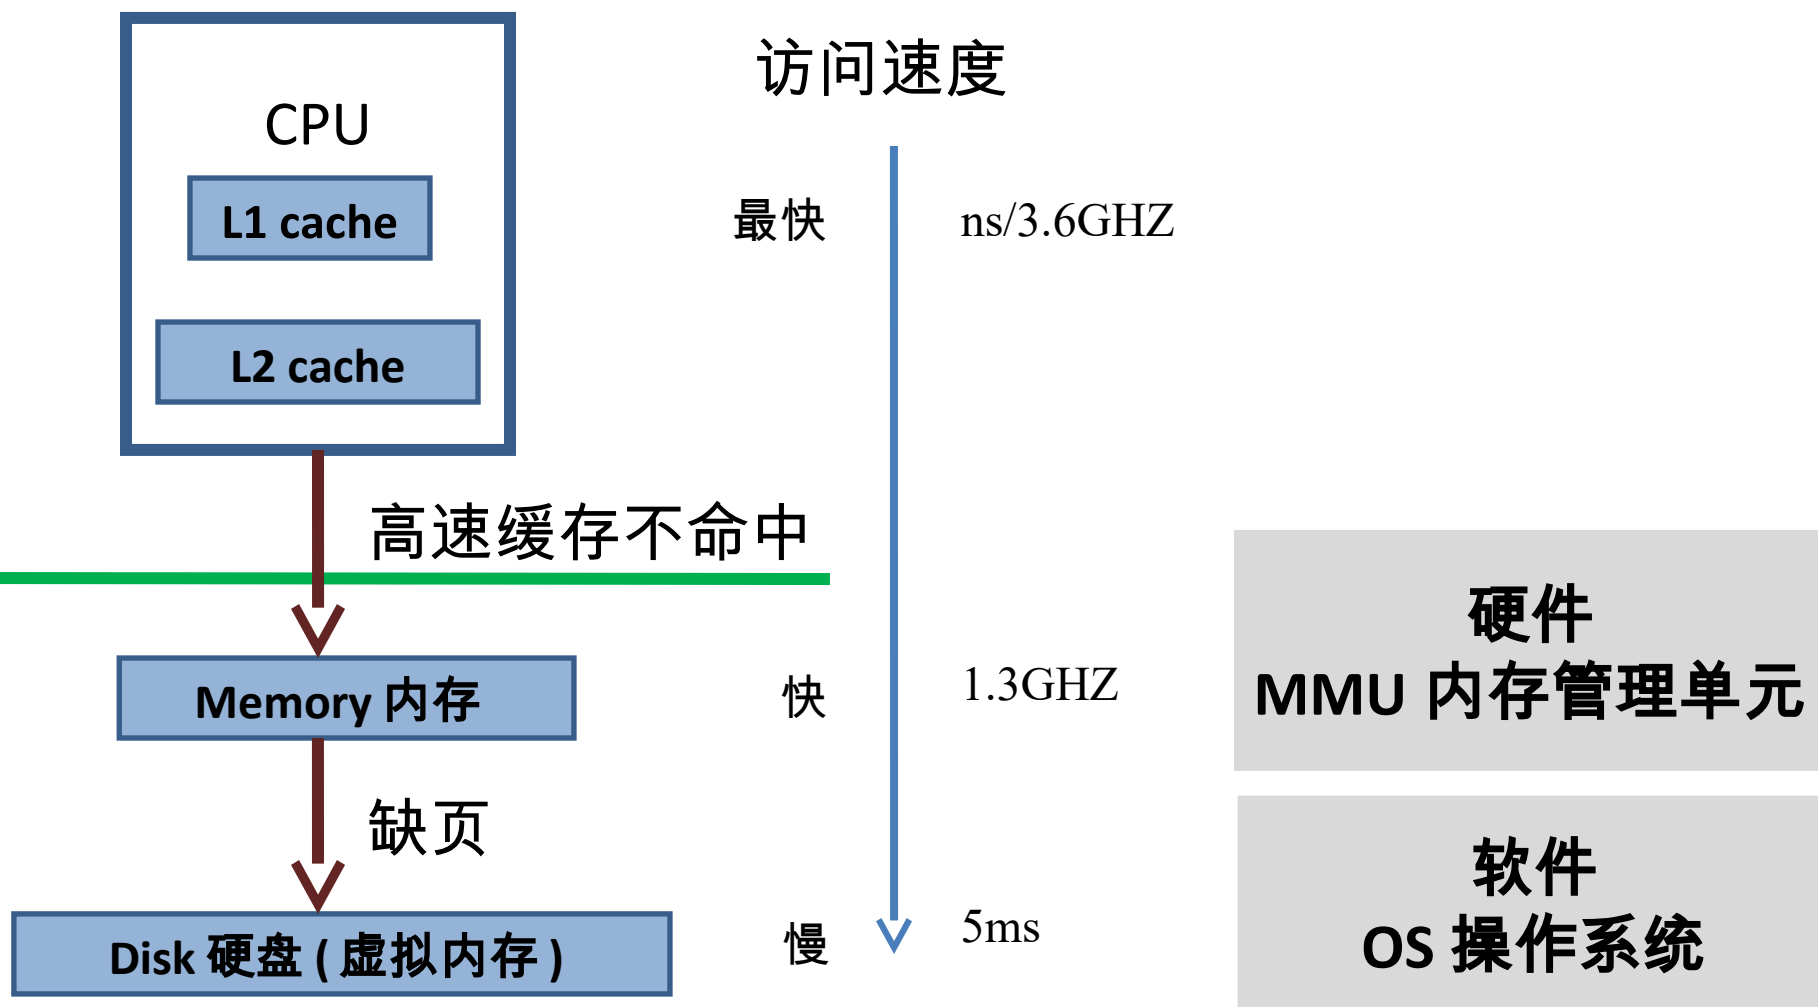 访问速度
CPU
L1 cache
最快
ns/3.6GHZ
L2 cache
高速缓存不命中
硬件
MMU 内存管理单元
Memory 内存
快
1.3GHZ
缺页
软件
OS 操作系统
Disk 硬盘 ( 虚拟内存 )
慢
5ms